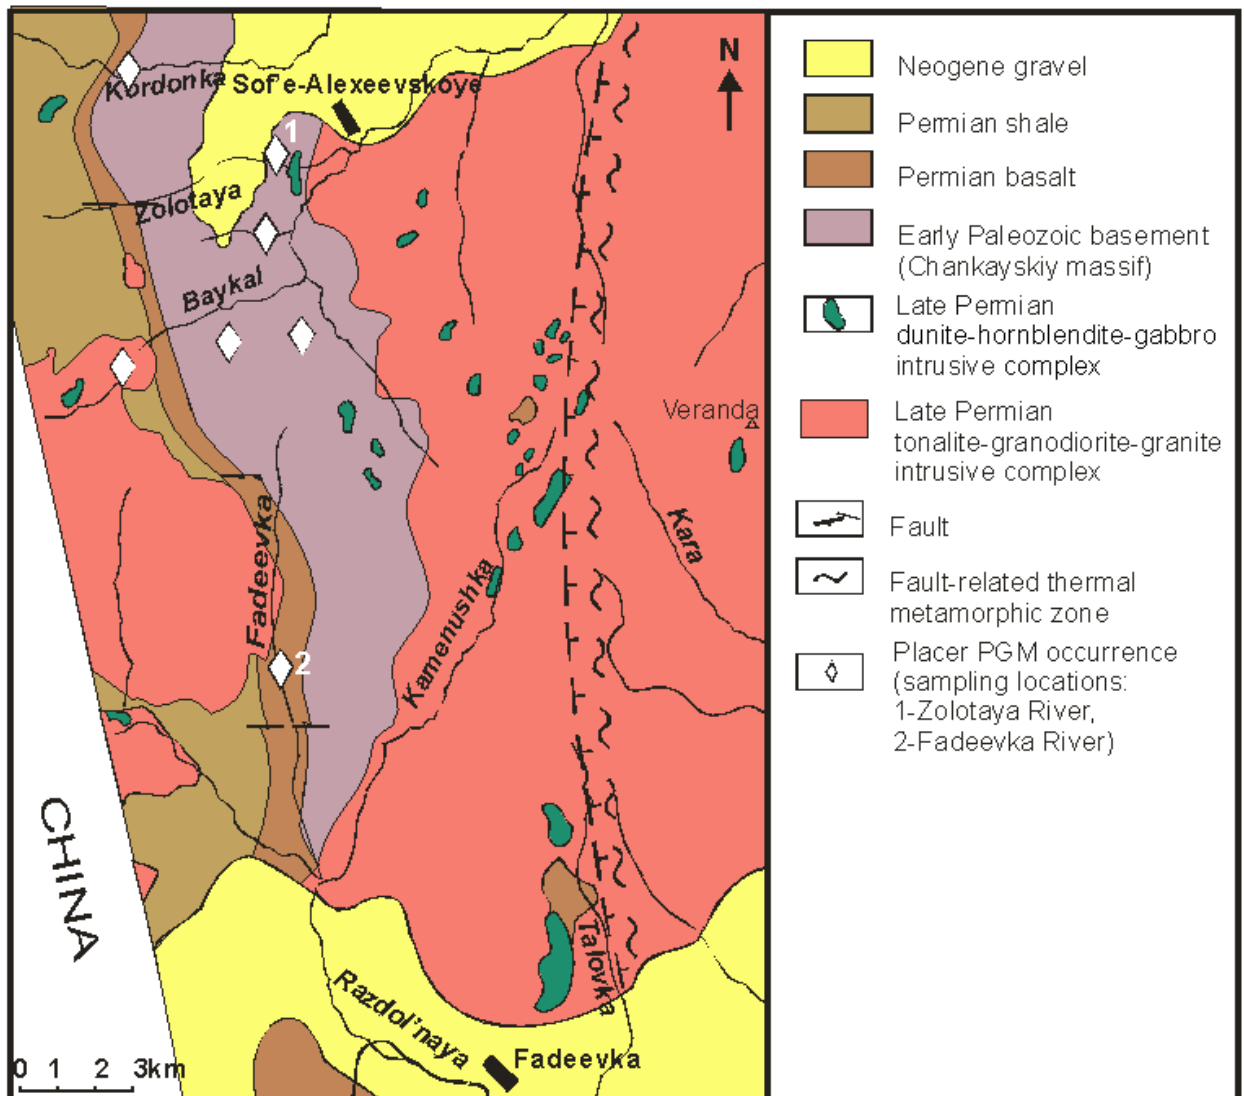 Kordonka
Sof'e-Alexeevskoye
N
1
Zolotaya
Baykal
Veranda
Fadeevka
Kara
Kamenushka
2
CHINA
Talovka
Razdol'naya
Fadeevka
0 1 2 3km
Neogene gravel
Permian shale
Permian basalt
Early Paleozoic basement
(Chankayskiy massif)
Late Permian
dunite-hornblendite-gabbro
intrusive complex
Late Permian
tonalite-granodiorite-granite
intrusive complex
Fault
Fault-related thermal
metamorphic zone
Placer PGM occurrence
(sampling locations:
1-Zolotaya River,
2-Fadeevka River)